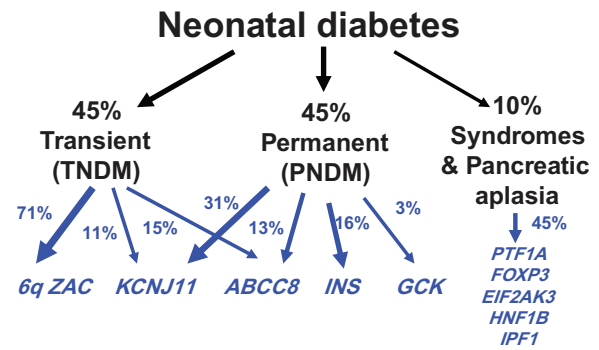 Neonatal diabetes
45%
Transient
(TNDM)
45%
Permanent
(PNDM)
10%
Syndromes
& Pancreatic
aplasia
71%
11%
15%
31%
13%
16%
3%
45%
6q ZAC
KCNJ11
ABCC8
INS
GCK
PTF1A
FOXP3
EIF2AK3
HNF1B
IPF1